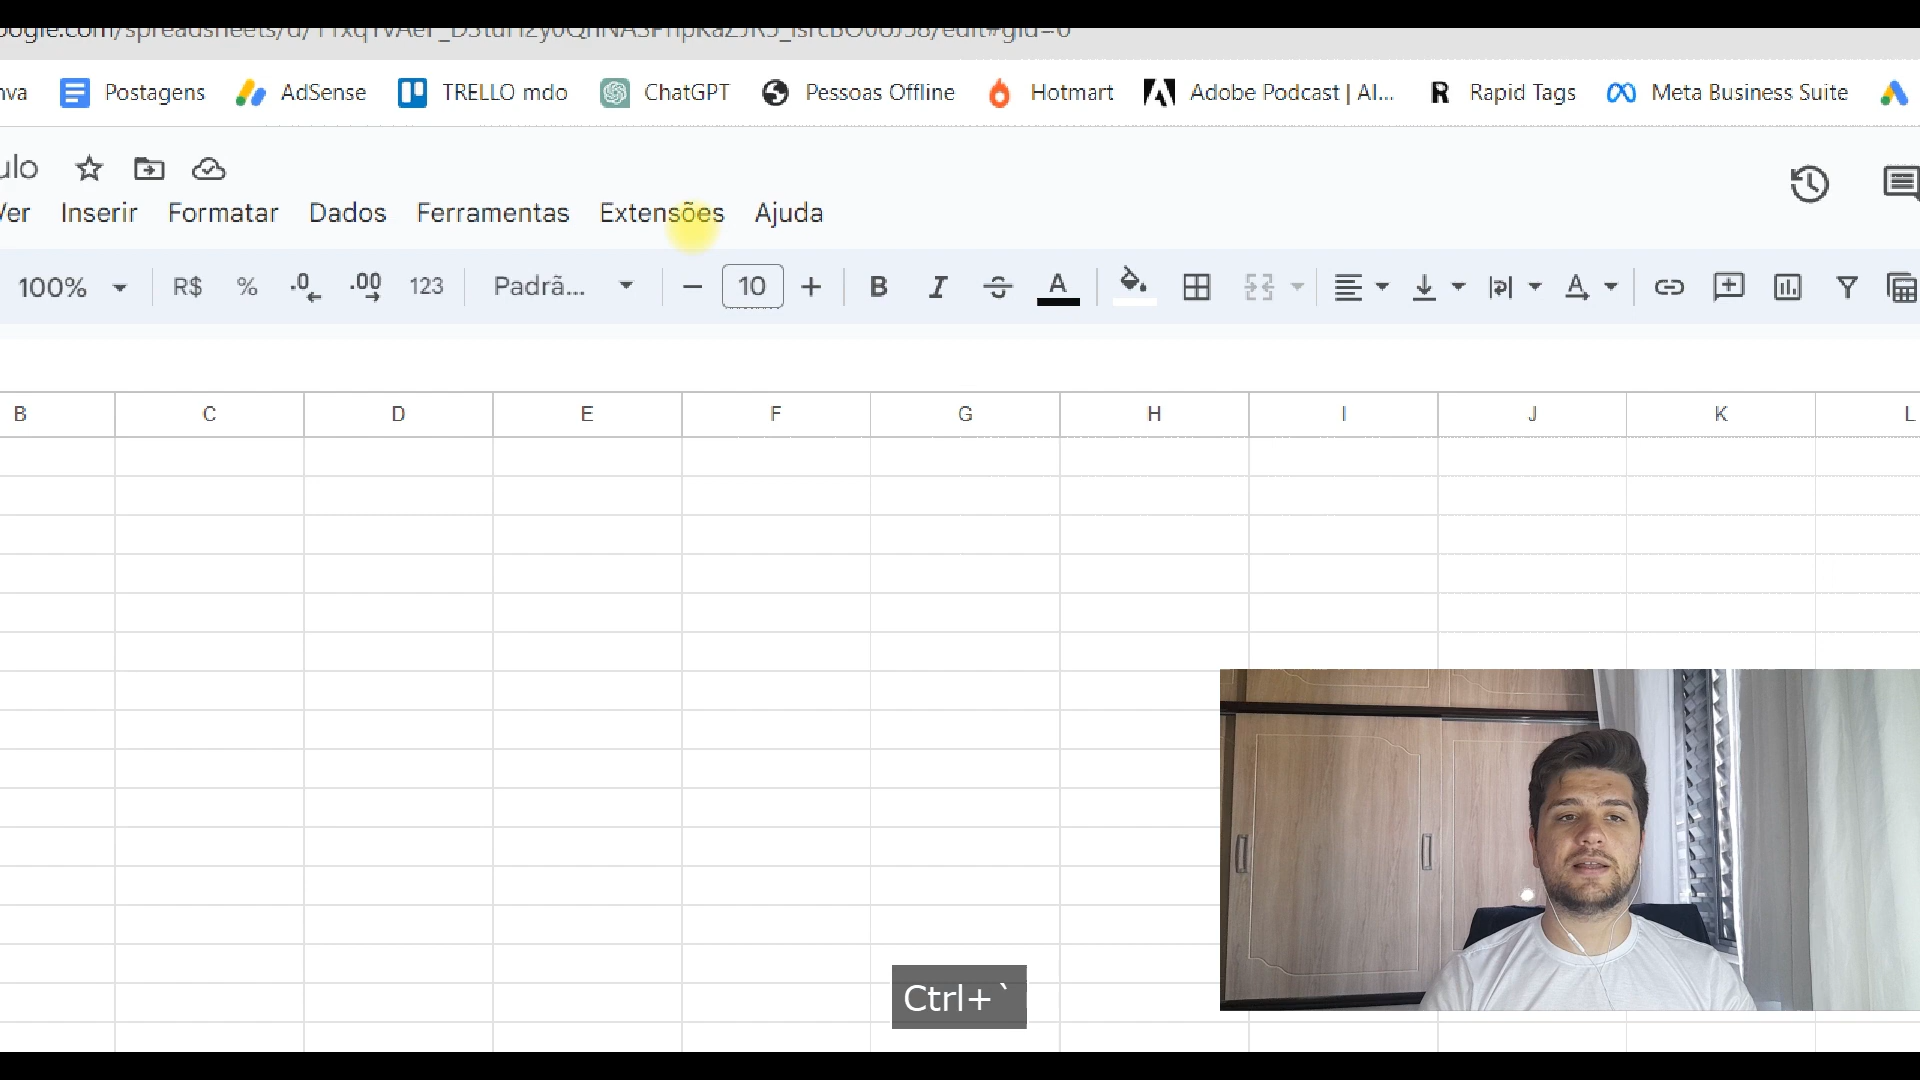 Postagens AdSense TRELLO mdo ChatGPT Pessoas Offline Hotmart Adobe Podcast | AI... Rapid Tags Meta Business Suite
Inserir Formatar Dados Ferramentas Extensões Ajuda
100% R$ % .0 .00 123 Padrã... 10 B I A
B C D E F G H I J K L
Ctrl+`